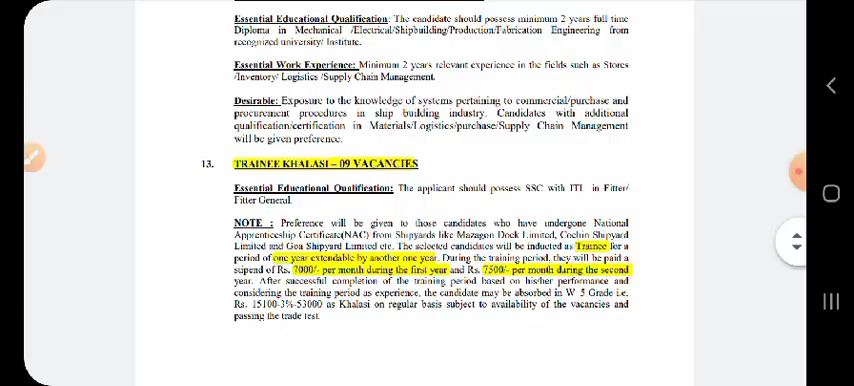 Essential Educational Qualification: The candidate should possess minimum 2 years full time
Diploma in Mechanical /Electrical/Shipbuilding/Production/Fabrication Engineering from
recognized university/ Institute.
Essential Work Experience: Minimum 2 years relevant experience in the fields such as Stores
/Inventory/ Logistics /Supply Chain Management.
Desirable: Exposure to the knowledge of systems pertaining to commercial/purchase and
procurement procedures in ship building industry. Candidates with additional
qualification/certification in Materials/Logistics/purchase/Supply Chain Management
will be given preference.
13. TRAINEE KHALASI – 09 VACANCIES
Essential Educational Qualification: The applicant should possess SSC with ITI in Fitter/
Fitter General.
NOTE : Preference will be given to those candidates who have undergone National
Apprenticeship Certificate(NAC) from Shipyards like Mazagon Dock Limited, Cochin Shipyard
Limited and Goa Shipyard Limited etc. The selected candidates will be inducted as Trainee for a
period of one year extendable by another one year. During the training period, they will be paid a
stipend of Rs. 7000/- per month during the first year and Rs. 7500/- per month during the second
year. After successful completion of the training period based on his/her performance and
considering the training period as experience, the candidate may be absorbed in W-5 Grade i.e.
Rs. 15100-3%-53000 as Khalasi on regular basis subject to availability of the vacancies and
passing the trade test.